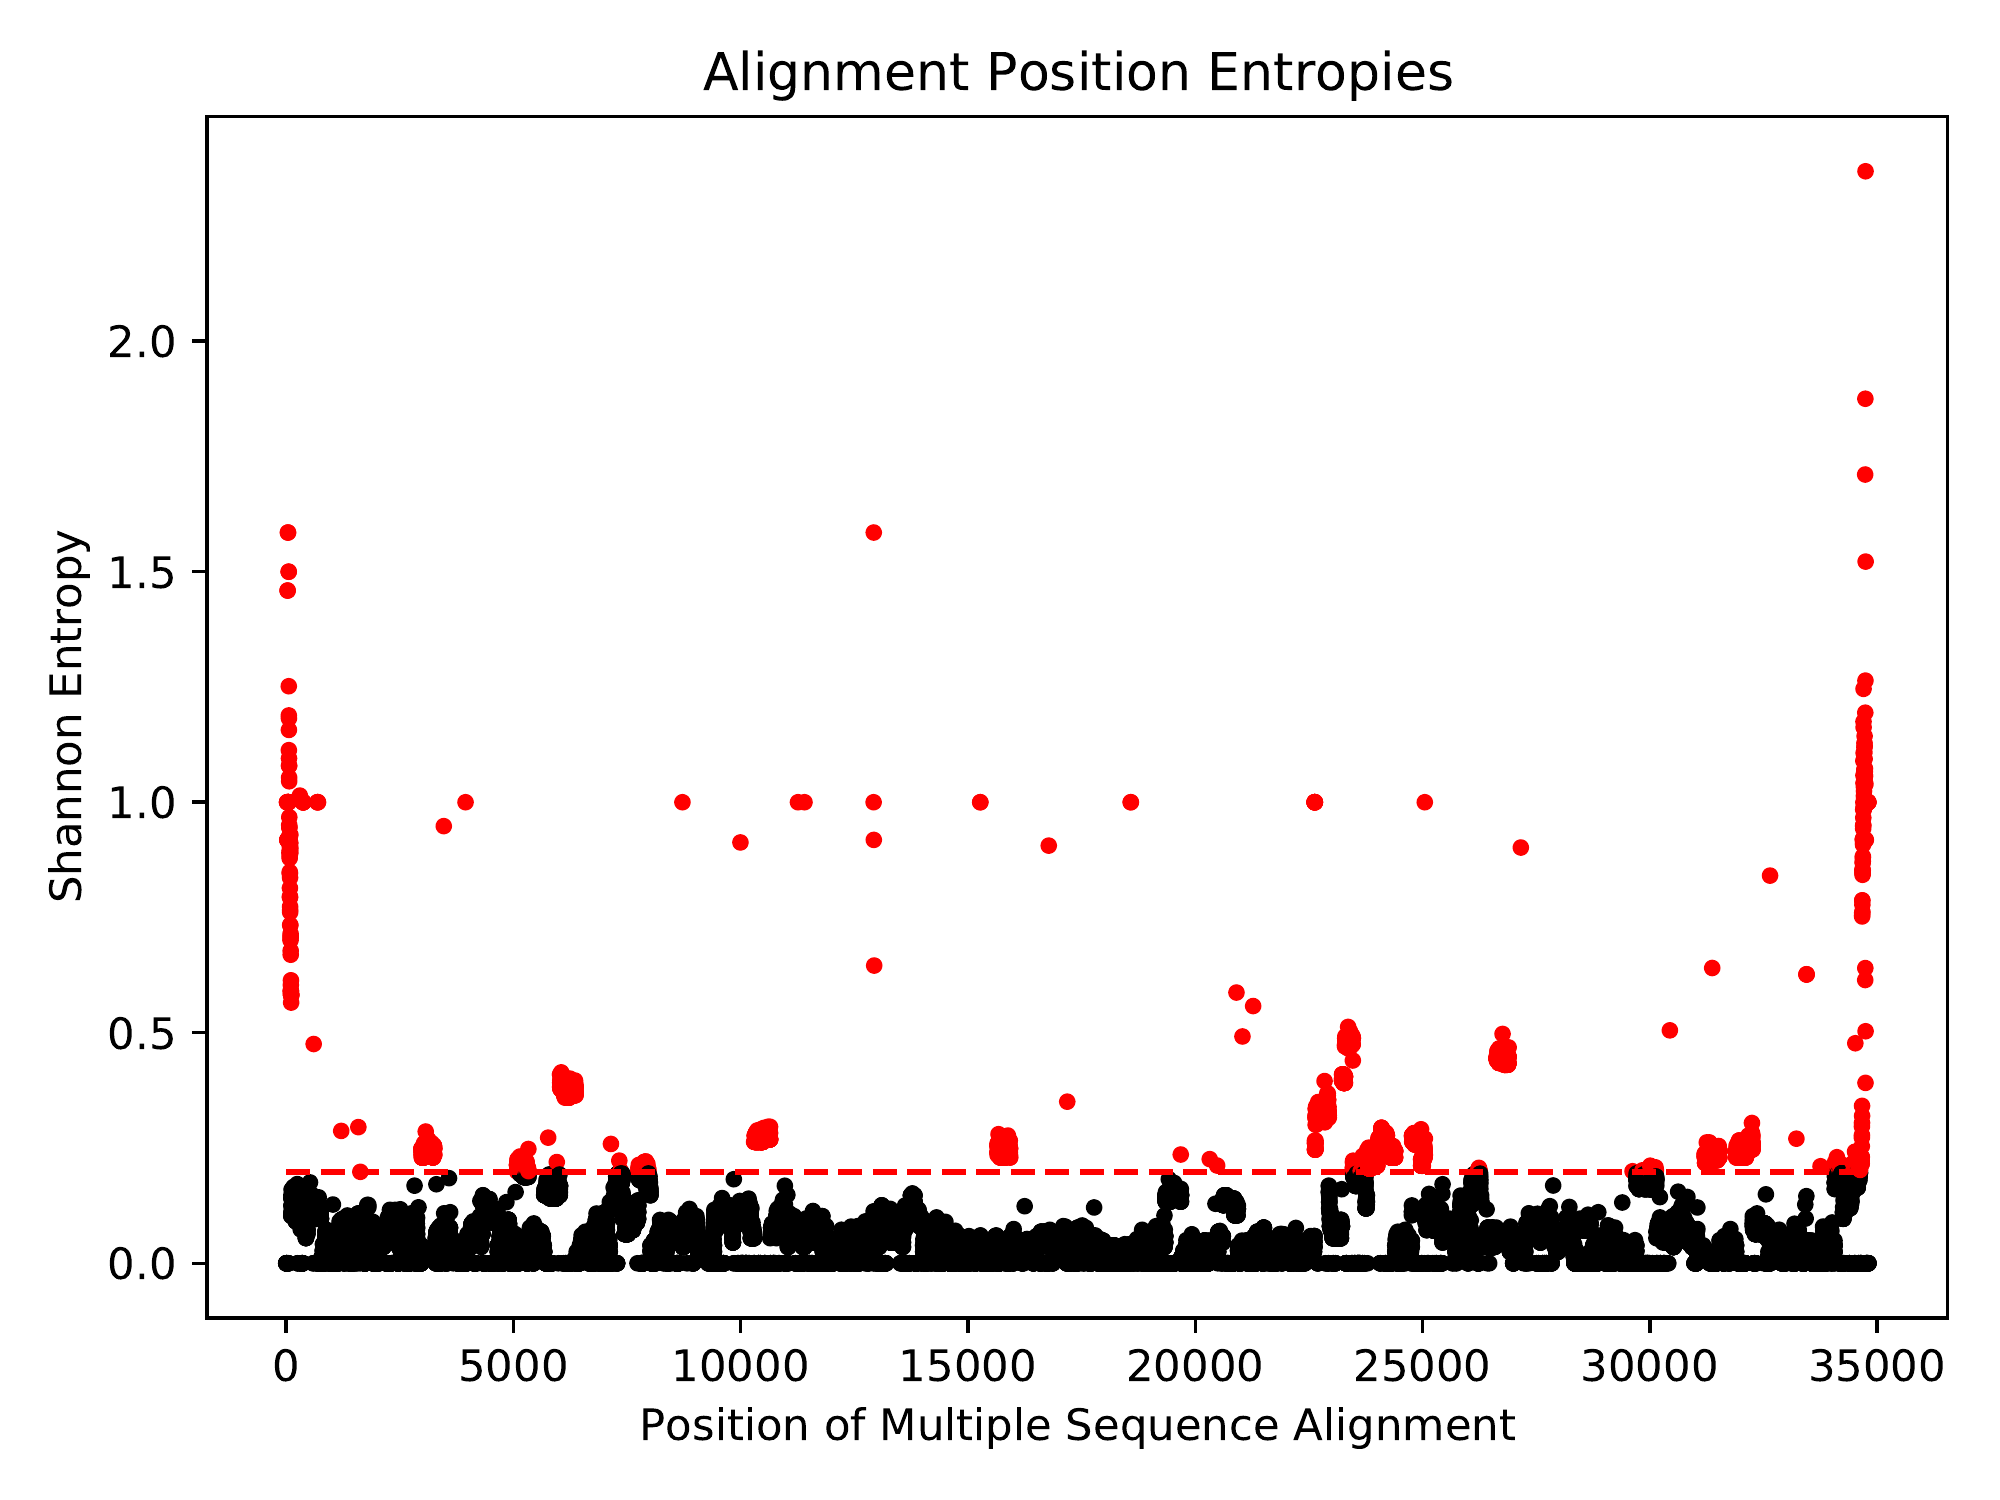 Alignment Position Entropies
Shannon Entropy
2.0
1.5
1.0
0.5
0.0
0 5000 10000 15000 20000 25000 30000 35000
Position of Multiple Sequence Alignment